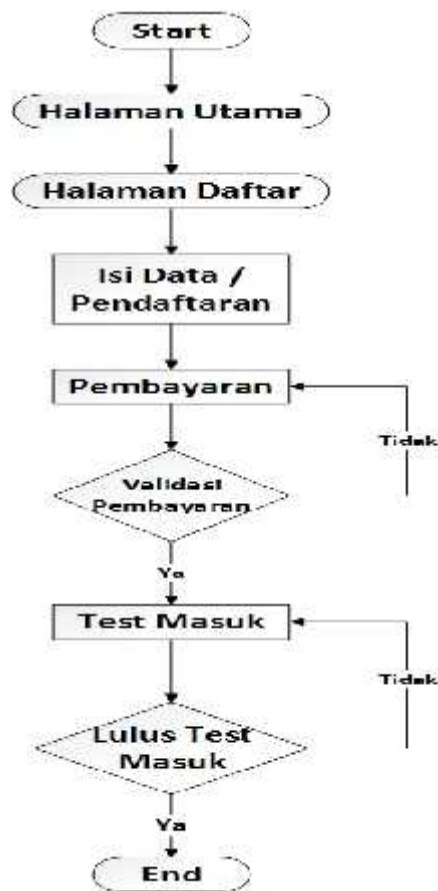 Start
Halaman Utama
Halaman Daftar
Isi Data /
Pendaftaran
Pembayaran
Tidak
Validasi
Pembayaran
Ya
Test Masuk
Tidak
Lulus Test
Masuk
Ya
End